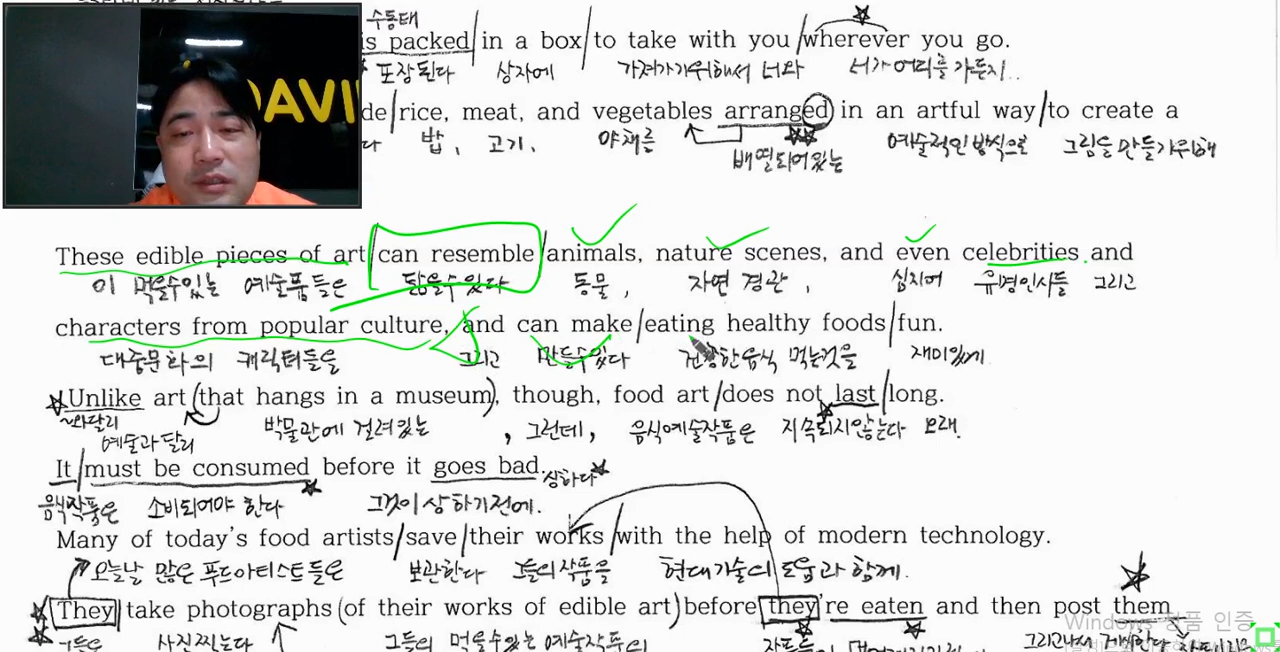 수동태
is packed in a box to take with you wherever you go.
포장된다 상자에 가져가기위해서 너와 너가 어디를 가든지..
DAVI
de rice, meat, and vegetables arranged in an artful way to create a
다 밥, 고기, 야채를 배열되어있는 예술적인 방식으로 그림을 만들기위해
These edible pieces of art can resemble animals, nature scenes, and even celebrities and
이 먹을수있는 예술품들은 닮을수있다 동물, 자연 경관, 심지어 유명인사들 그리고
characters from popular culture, and can make eating healthy foods fun.
대중문화의 캐릭터들을 그리고 만들수있다 건강한음식 먹는것을 재미있게
Unlike art (that hangs in a museum), though, food art does not last long.
~와달리 예술과 달리 박물관에 걸려있는, 그런데, 음식예술작품은 지속되지않는다 오래.
It must be consumed before it goes bad. 상하다
음식작품은 소비되어야 한다 그것이 상하기전에.
Many of today's food artists save their works with the help of modern technology.
오늘날 많은 푸드아티스트들은 보관한다 그들의작품을 현대기술의 도움과 함께.
They take photographs (of their works of edible art) before they're eaten and then post them
사진찍는다 그들의 먹을수있는 예술작품의
Windows 정품 인증